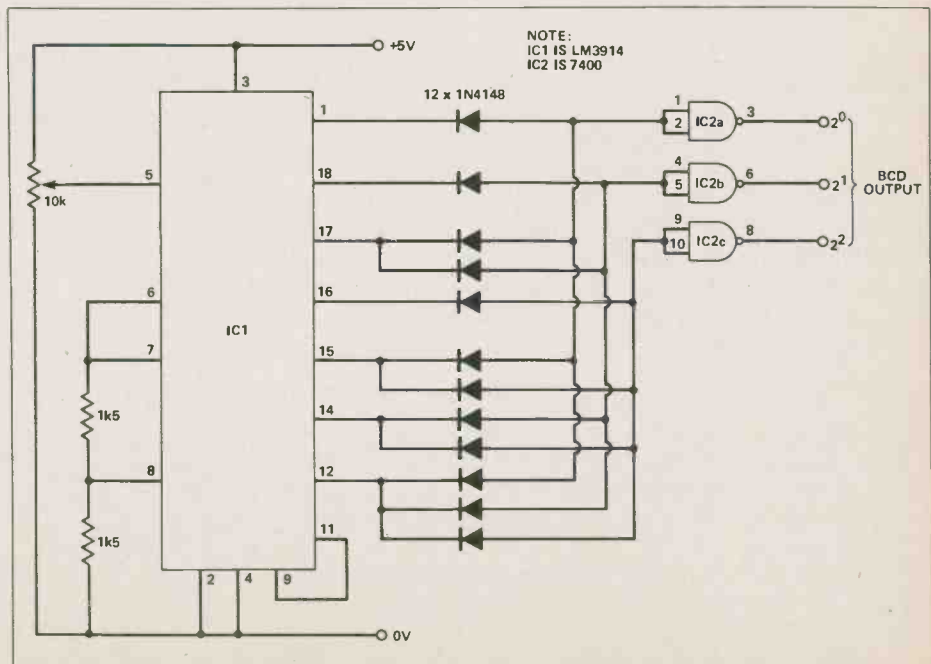 NOTE:
IC1 IS LM3914
IC2 IS 7400
+5V
3
12 x 1N4148
1
1
2
IC2a
3
2⁰
5
10k
18
4
5
IC2b
6
2¹
BCD
OUTPUT
17
9
10
IC2c
8
2²
6
16
IC1
7
15
1k5
14
8
12
1k5
11
2
4
9
0V